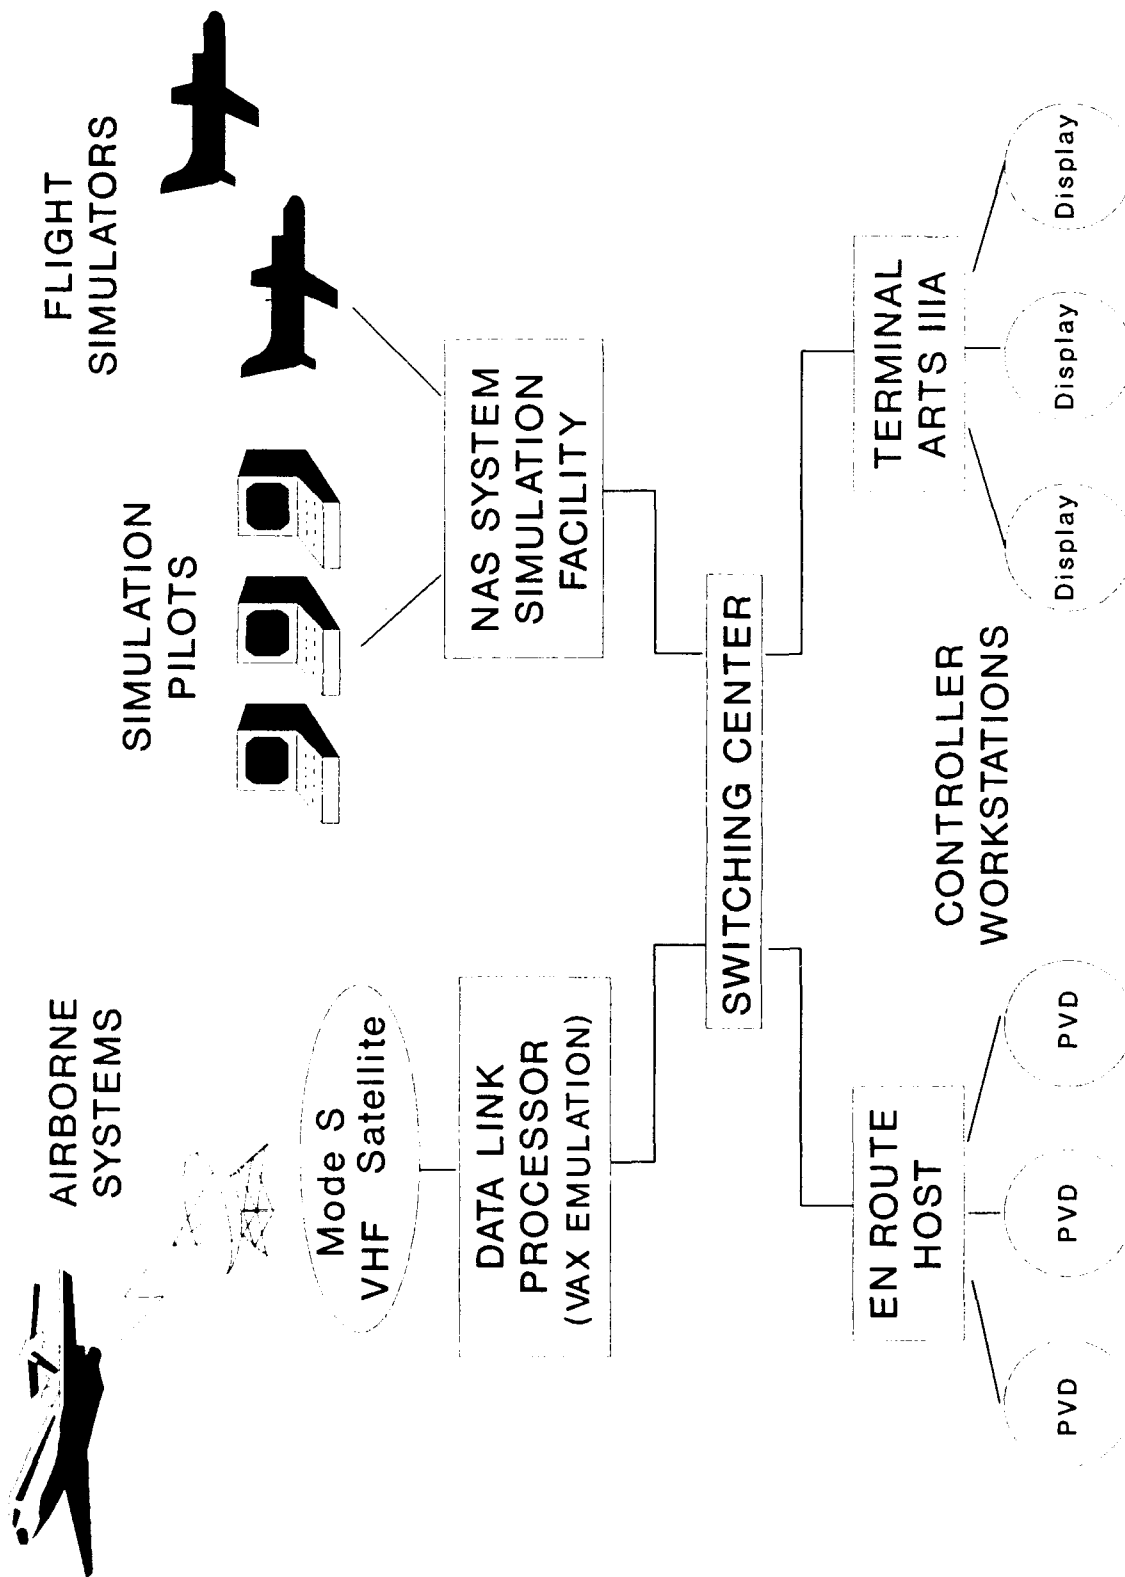 AIRBORNE
SYSTEMS
SIMULATION
PILOTS
FLIGHT
SIMULATORS
Mode S
VHF Satellite
DATA LINK
PROCESSOR
(VAX EMULATION)
NAS SYSTEM
SIMULATION
FACILITY
SWITCHING CENTER
EN ROUTE
HOST
TERMINAL
ARTS IIIA
CONTROLLER
WORKSTATIONS
PVD
PVD
PVD
Display
Display
Display